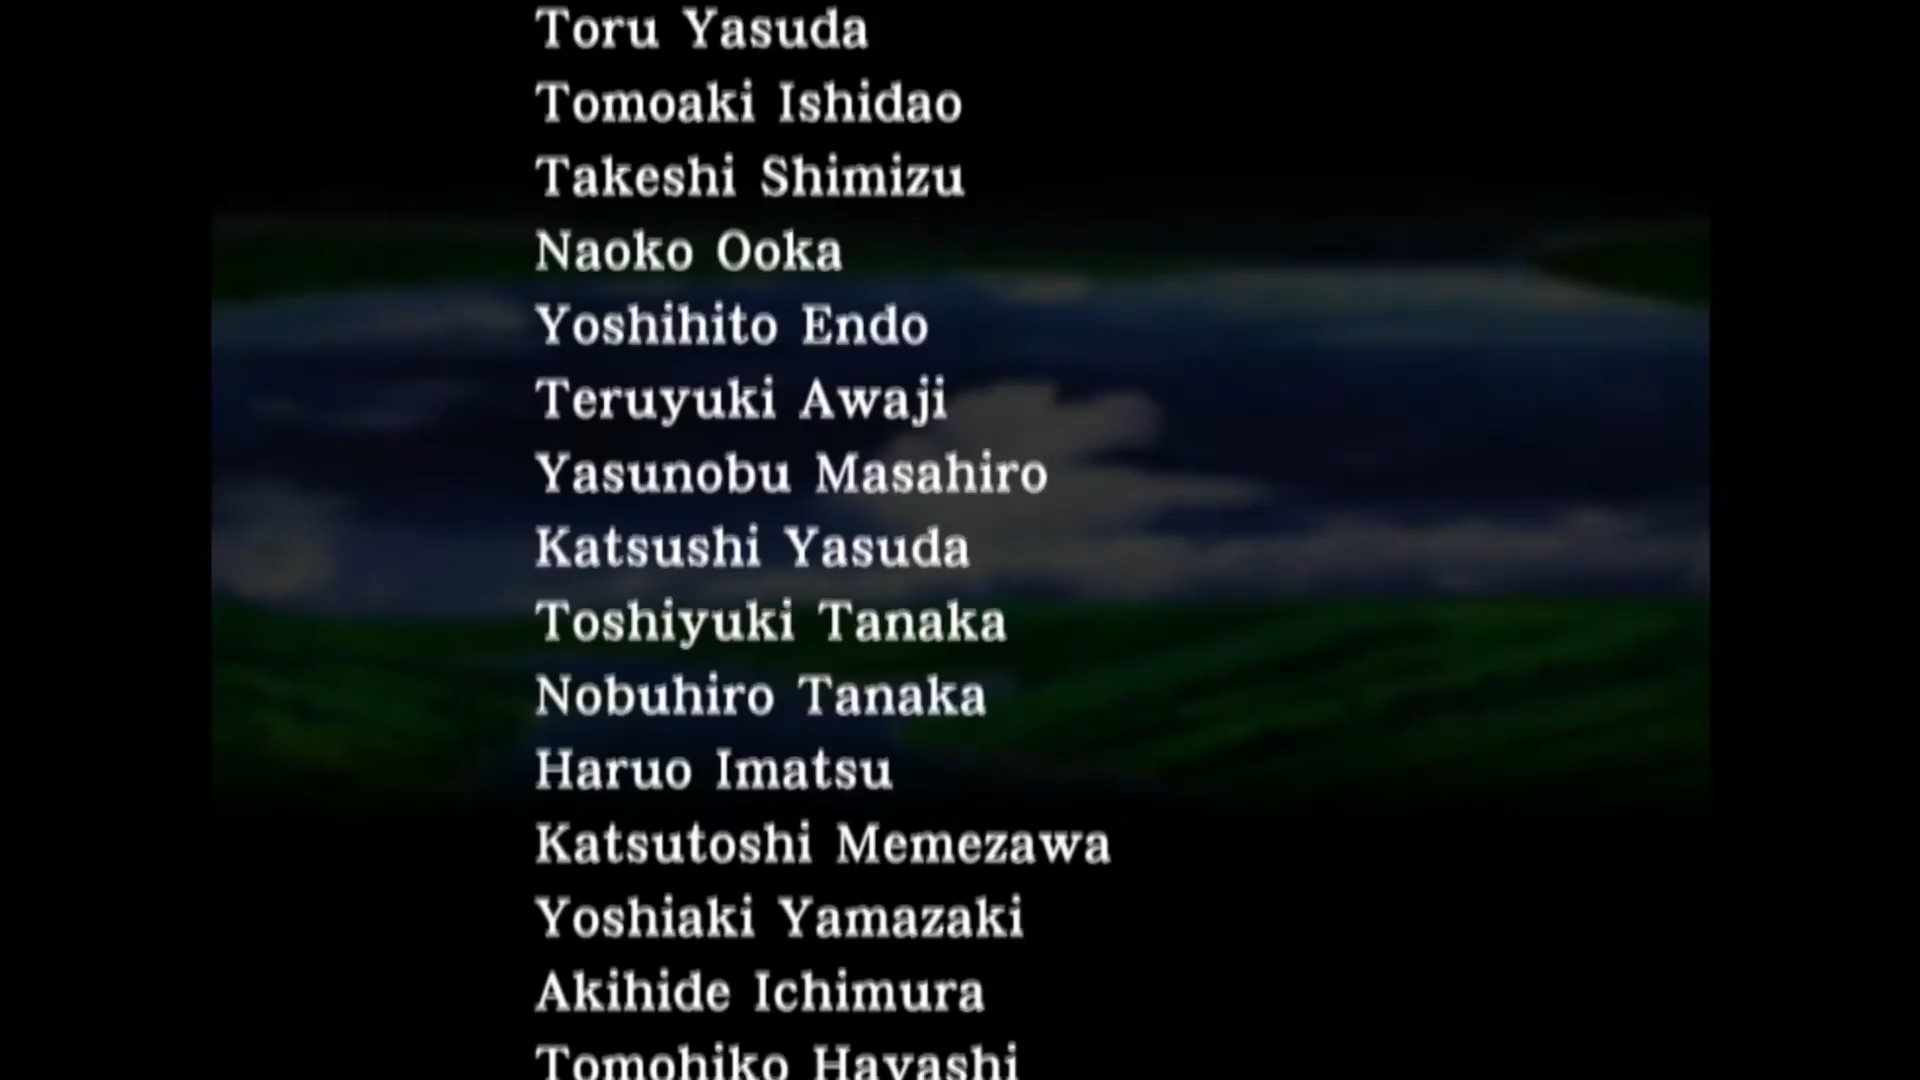 Toru Yasuda
Tomoaki Ishidao
Takeshi Shimizu
Naoko Ooka
Yoshihito Endo
Teruyuki Awaji
Yasunobu Masahiro
Katsushi Yasuda
Toshiyuki Tanaka
Nobuhiro Tanaka
Haruo Imatsu
Katsutoshi Memezawa
Yoshiaki Yamazaki
Akihide Ichimura
Tomohiko Hayashi